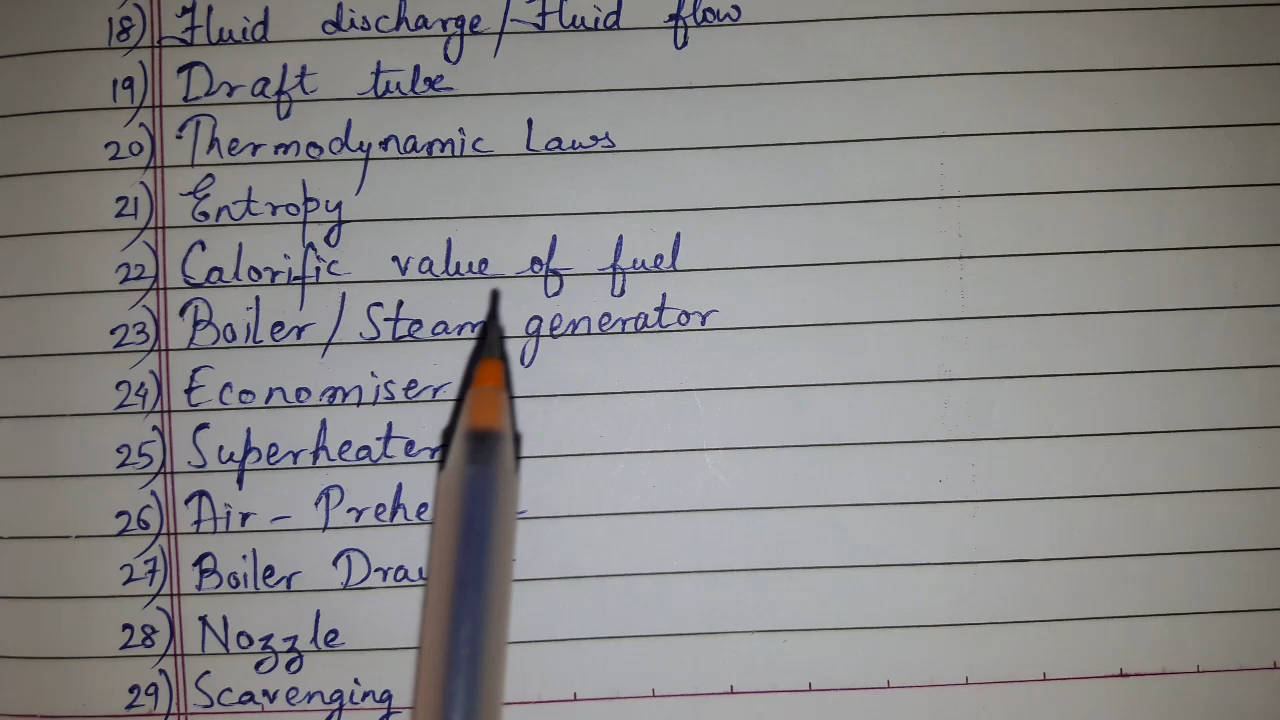 18) Fluid discharge/Fluid flow
19) Draft tube
20) Thermodynamic Laws
21) Entropy
22) Calorific value of fuel
23) Boiler/Steam generator
24) Economiser
25) Superheater
26) Air - Prehe
27) Boiler Dra
28) Nozzle
29) Scavenging